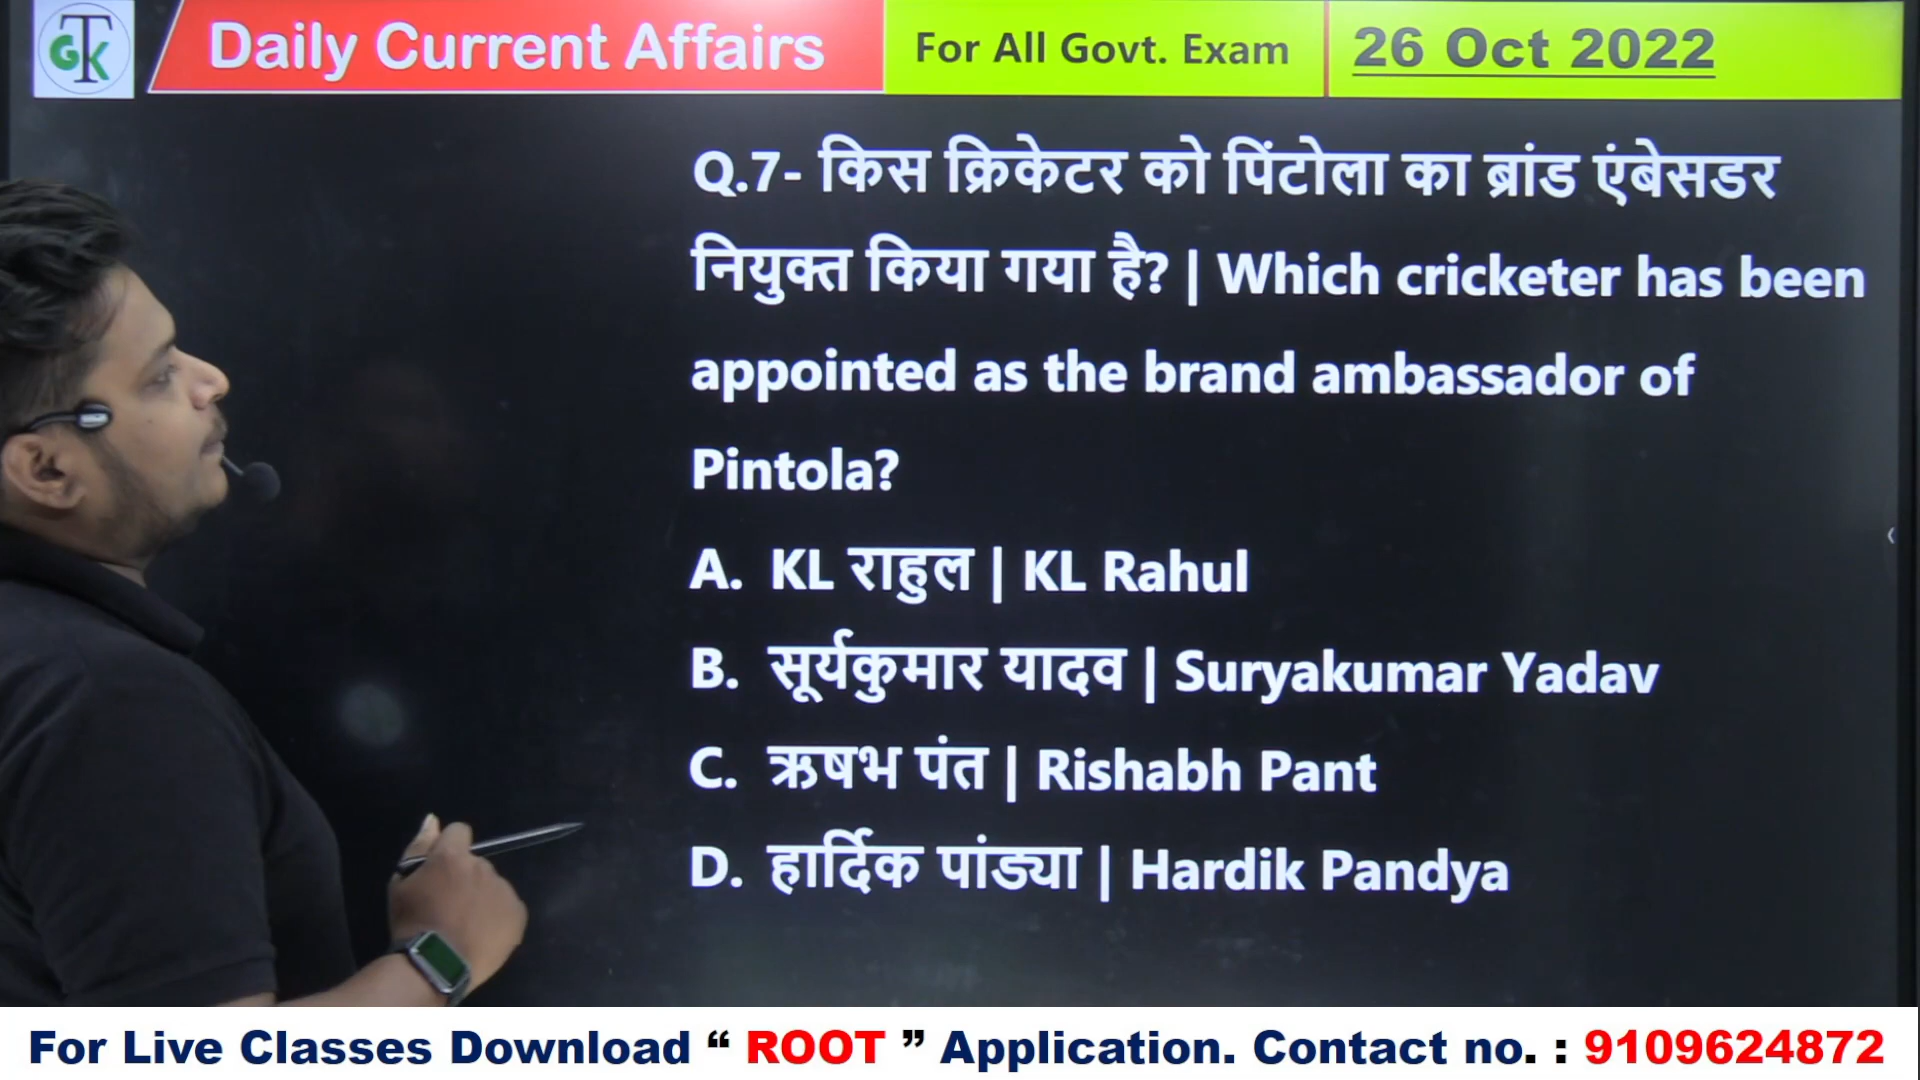 GTK
Daily Current Affairs
For All Govt. Exam
26 Oct 2022
Q.7- किस क्रिकेटर को पिंटोला का ब्रांड एंबेसडर
नियुक्त किया गया है? | Which cricketer has been
appointed as the brand ambassador of
Pintola?
A. KL राहुल | KL Rahul
B. सूर्यकुमार यादव | Suryakumar Yadav
C. ऋषभ पंत | Rishabh Pant
D. हार्दिक पांड्या | Hardik Pandya
For Live Classes Download “ ROOT ” Application. Contact no. : 9109624872